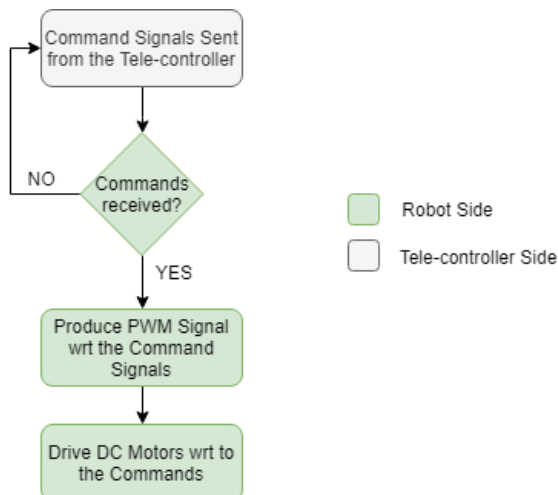 Command Signals Sent
from the Tele-controller
NO
Commands
received?
YES
Produce PWM Signal
wrt the Command
Signals
Drive DC Motors wrt to
the Commands
Robot Side
Tele-controller Side